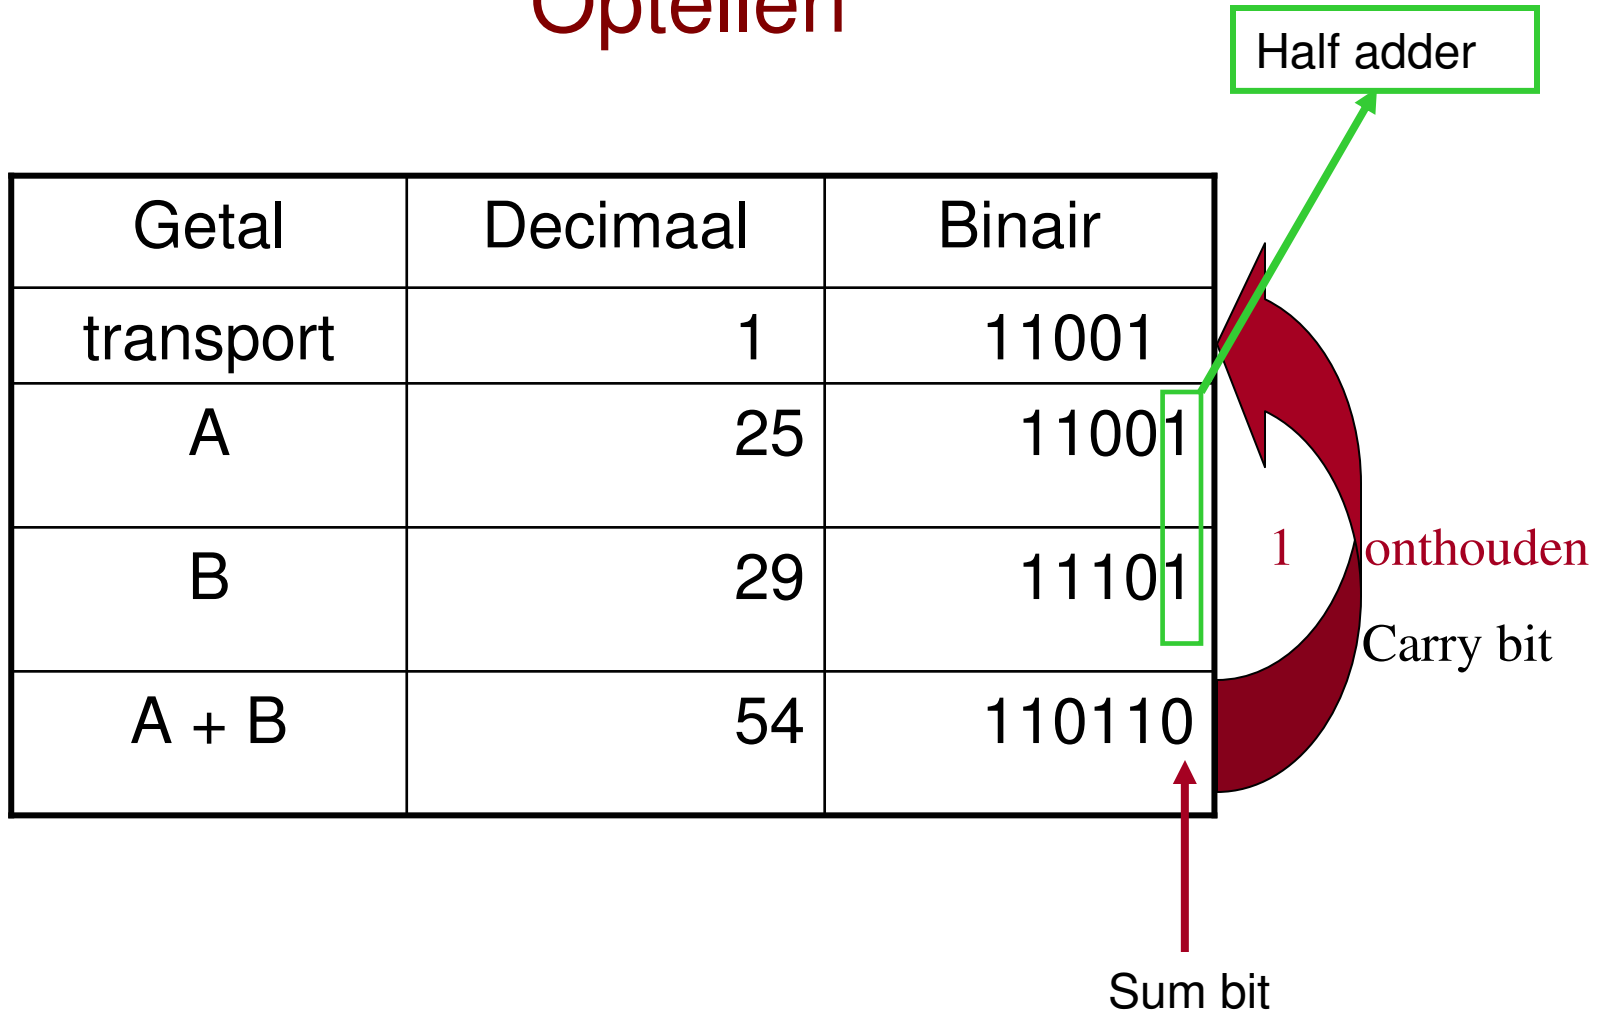 Optellen
Half adder
Getal Decimaal Binair
transport 1 11001
A 25 11001
B 29 11101
1 onthouden
Carry bit
A + B 54 110110
Sum bit